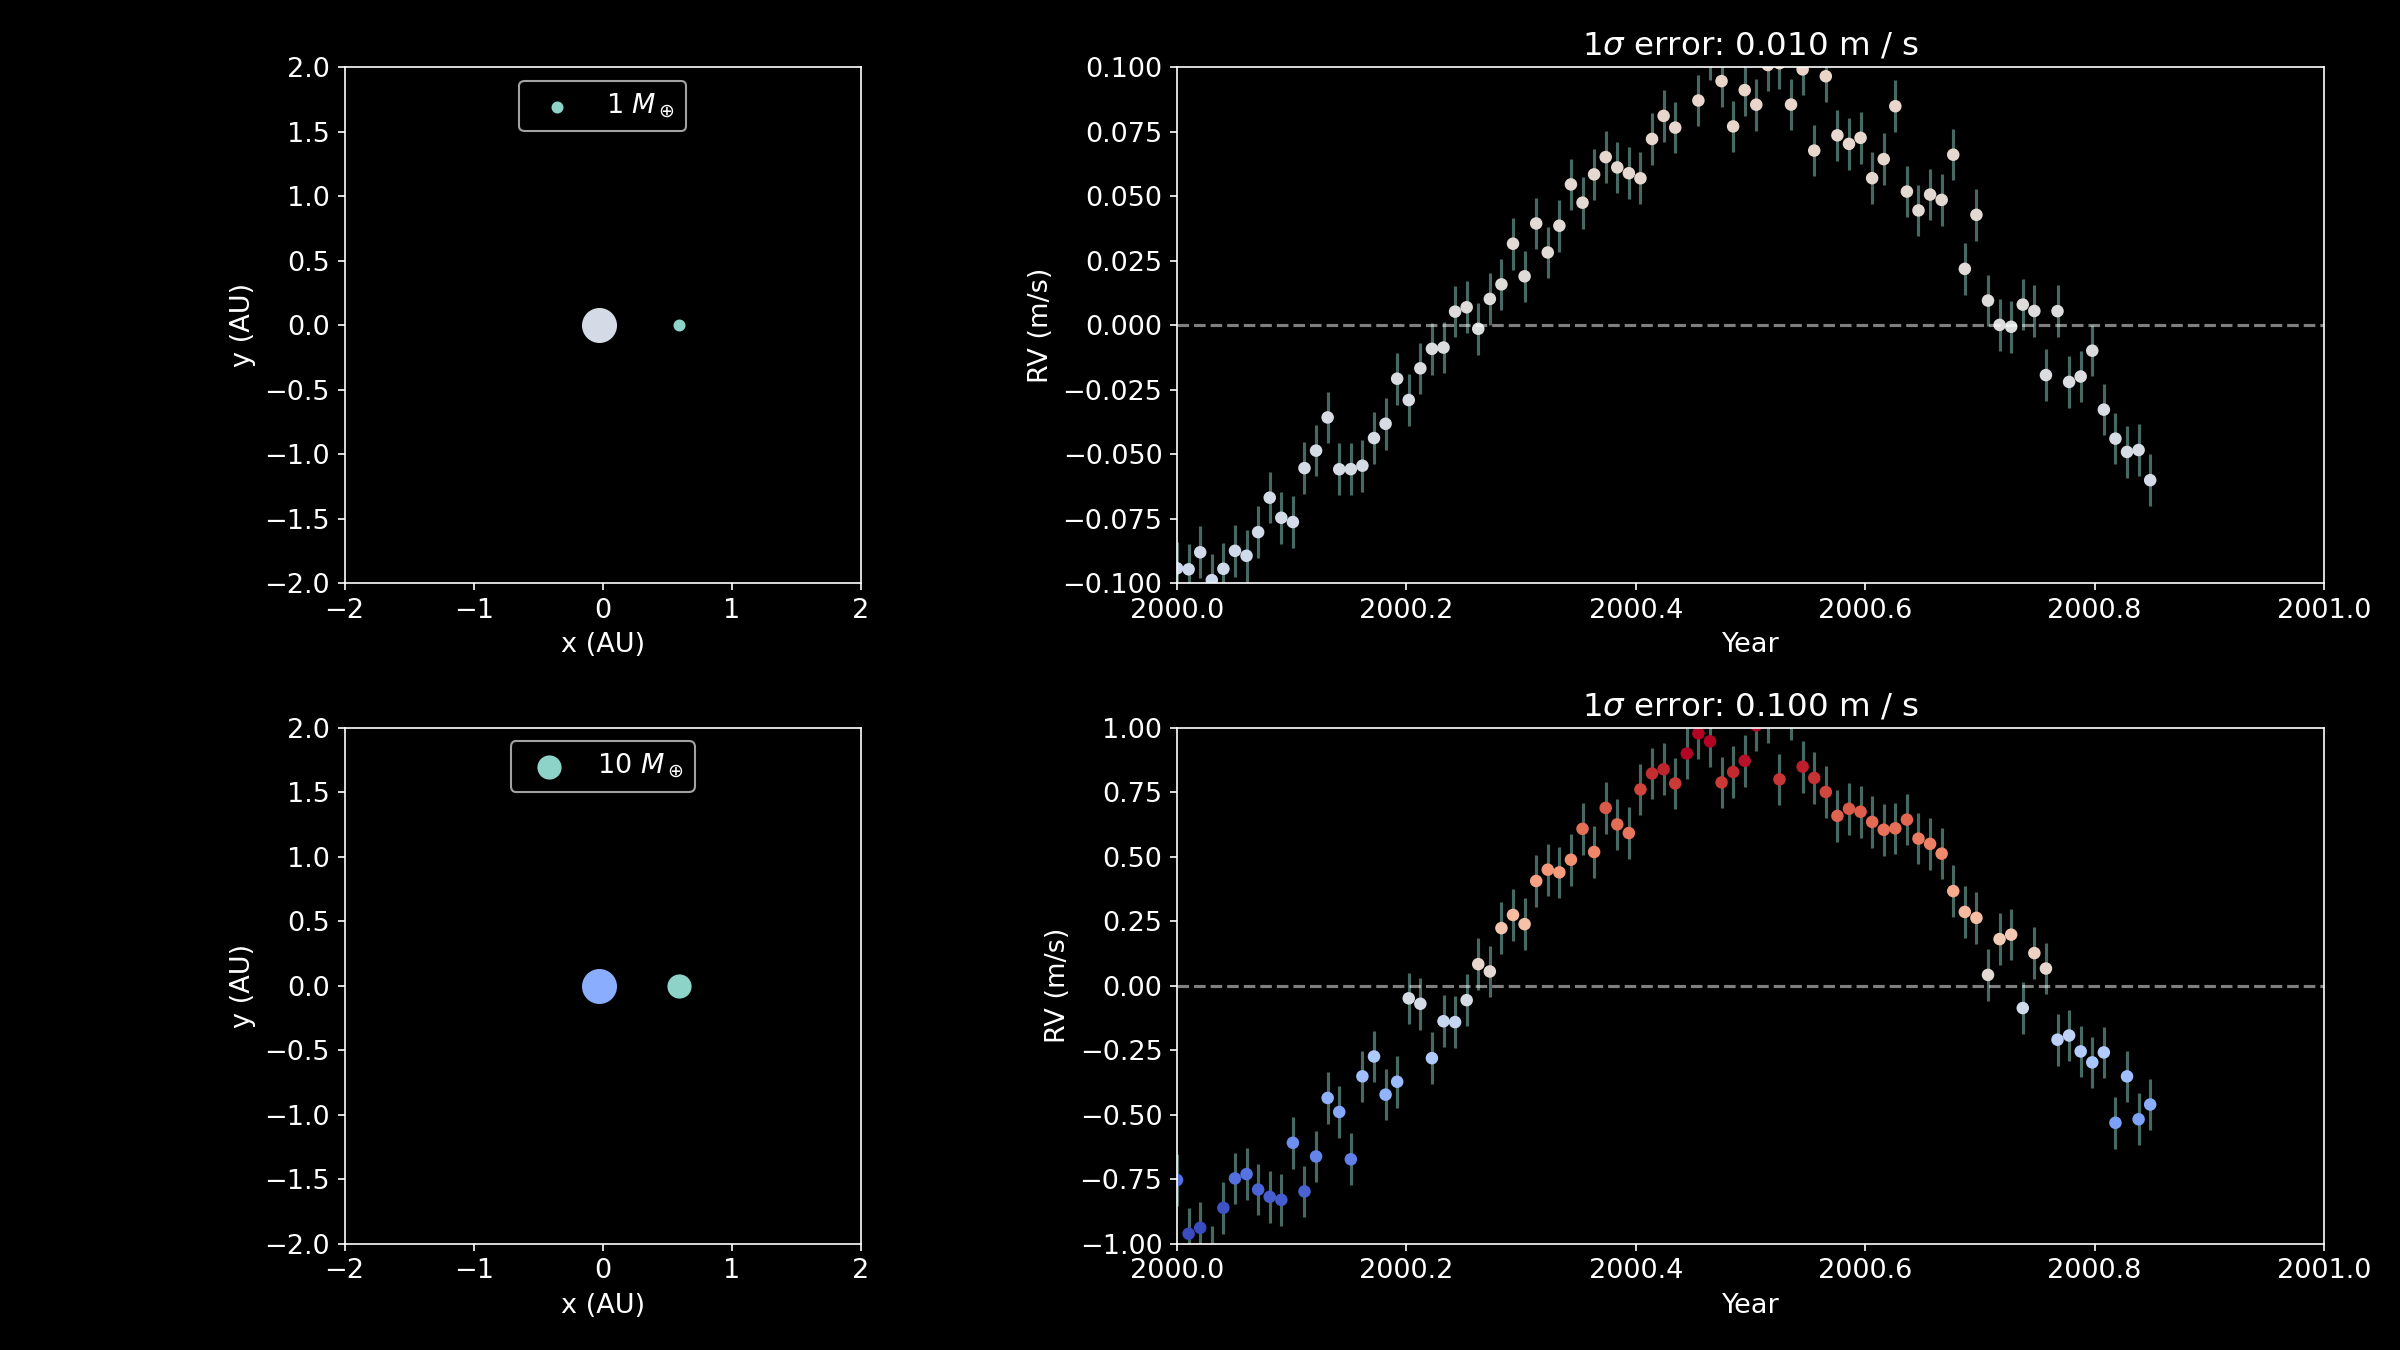 2.0
1.5
1.0
0.5
0.0
−0.5
−1.0
−1.5
−2.0
−2 −1 0 1 2
x (AU)
y (AU)
1 M⊕
1σ error: 0.010 m / s
0.100
0.075
0.050
0.025
0.000
−0.025
−0.050
−0.075
−0.100
2000.0 2000.2 2000.4 2000.6 2000.8 2001.0
Year
RV (m/s)
2.0
1.5
1.0
0.5
0.0
−0.5
−1.0
−1.5
−2.0
−2 −1 0 1 2
x (AU)
y (AU)
10 M⊕
1σ error: 0.100 m / s
1.00
0.75
0.50
0.25
0.00
−0.25
−0.50
−0.75
−1.00
2000.0 2000.2 2000.4 2000.6 2000.8 2001.0
Year
RV (m/s)